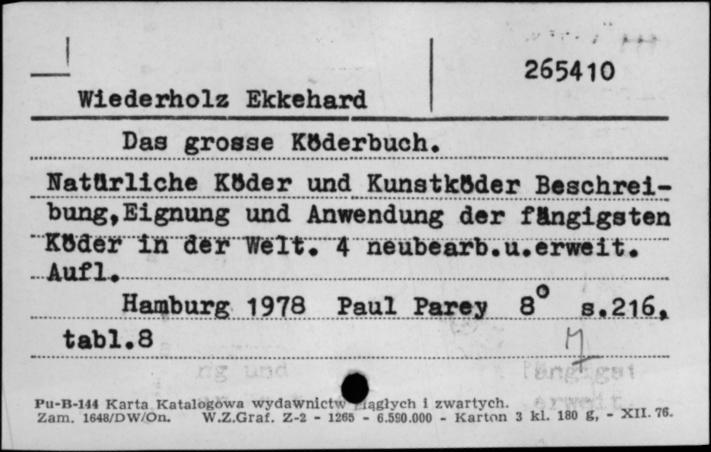 265410
Wiederholz Ekkehard
Das grosse Köderbuch.
Natürliche Köder und Kunstköder Beschrei-
bung,Eignung und Anwendung der fängigsten
Köder in der Welt. 4 neubearb.u.erweit.
Aufl.
Hamburg 1978 Paul Parey 8° s.216,
tabl.8
Pu-B-144 Karta Katalogowa wydawnictw ciągłych i zwartych.
Zam. 1648/DW/On. W.Z.Graf. Z-2 - 1265 - 6.590.000 - Karton 3 kl. 180 g, - XII. 76.